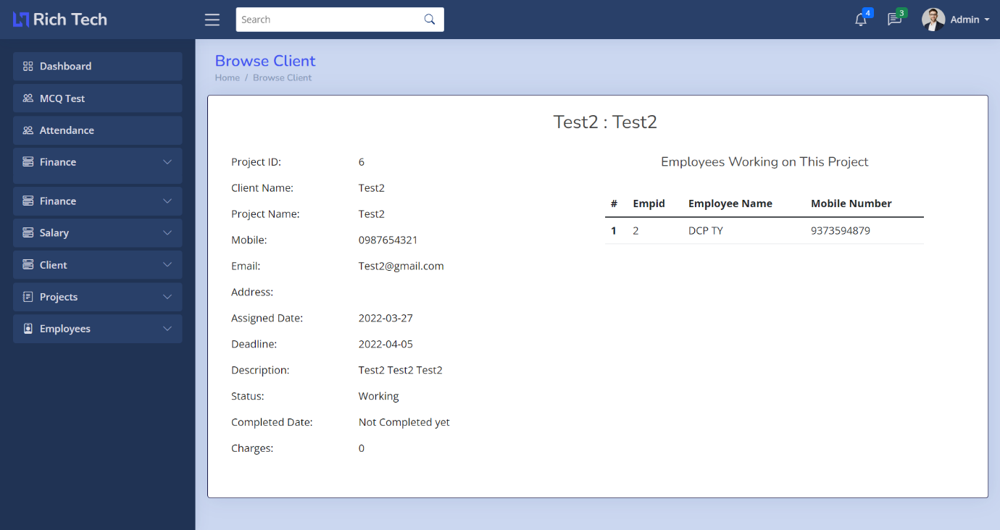 Rich Tech
Search
4
3
Admin
Dashboard
MCQ Test
Attendance
Finance
Finance
Salary
Client
Projects
Employees
Browse Client
Home / Browse Client
Test2 : Test2
Project ID: 6
Client Name: Test2
Project Name: Test2
Mobile: 0987654321
Email: Test2@gmail.com
Address:
Assigned Date: 2022-03-27
Deadline: 2022-04-05
Description: Test2 Test2 Test2
Status: Working
Completed Date: Not Completed yet
Charges: 0
Employees Working on This Project
# Empid Employee Name Mobile Number
1 2 DCP TY 9373594879